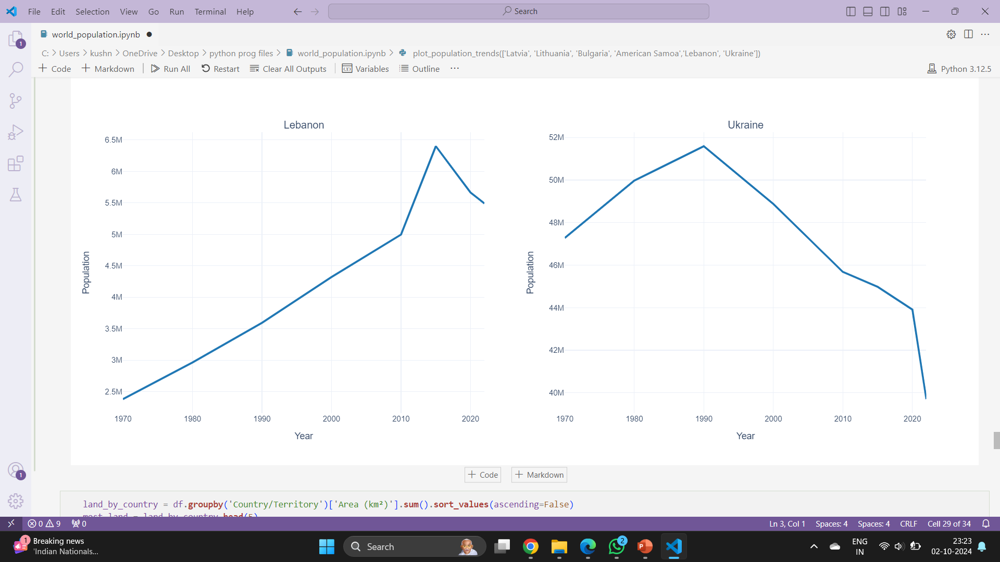 File Edit Selection View Go Run Terminal Help
Search
1
world_population.ipynb
C: > Users > kushn > OneDrive > Desktop > python prog files > world_population.ipynb > plot_population_trends(['Latvia', 'Lithuania', 'Bulgaria', 'American Samoa','Lebanon', 'Ukraine'])
+ Code + Markdown | Run All Restart Clear All Outputs | Variables Outline ...
Python 3.12.5
Lebanon
6.5M
6M
5.5M
5M
4.5M
4M
3.5M
3M
2.5M
Population
1970 1980 1990 2000 2010 2020
Year
Ukraine
52M
50M
48M
46M
44M
42M
40M
Population
1970 1980 1990 2000 2010 2020
Year
1
+ Code + Markdown
land_by_country = df.groupby('Country/Territory')['Area (km²)'].sum().sort_values(ascending=False)
most_land = land_by_country.head(5)
0 9 0
Ln 3, Col 1 Spaces: 4 Spaces: 4 CRLF Cell 29 of 34
1
Breaking news
'Indian Nationals...
Search
2
ENG
IN
23:23
02-10-2024